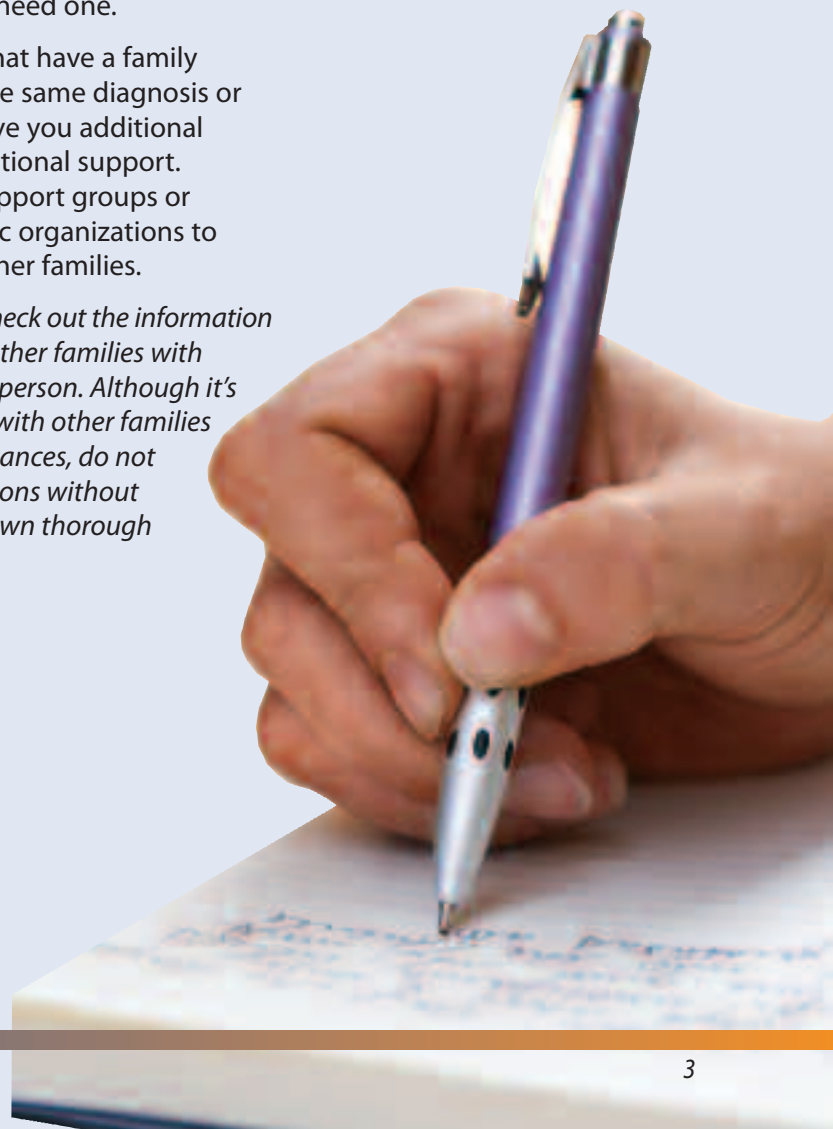 need one.
hat have a family
e same diagnosis or
ve you additional
tional support.
pport groups or
c organizations to
her families.
heck out the information
ther families with
person. Although it's
with other families
ances, do not
ons without
wn thorough
3